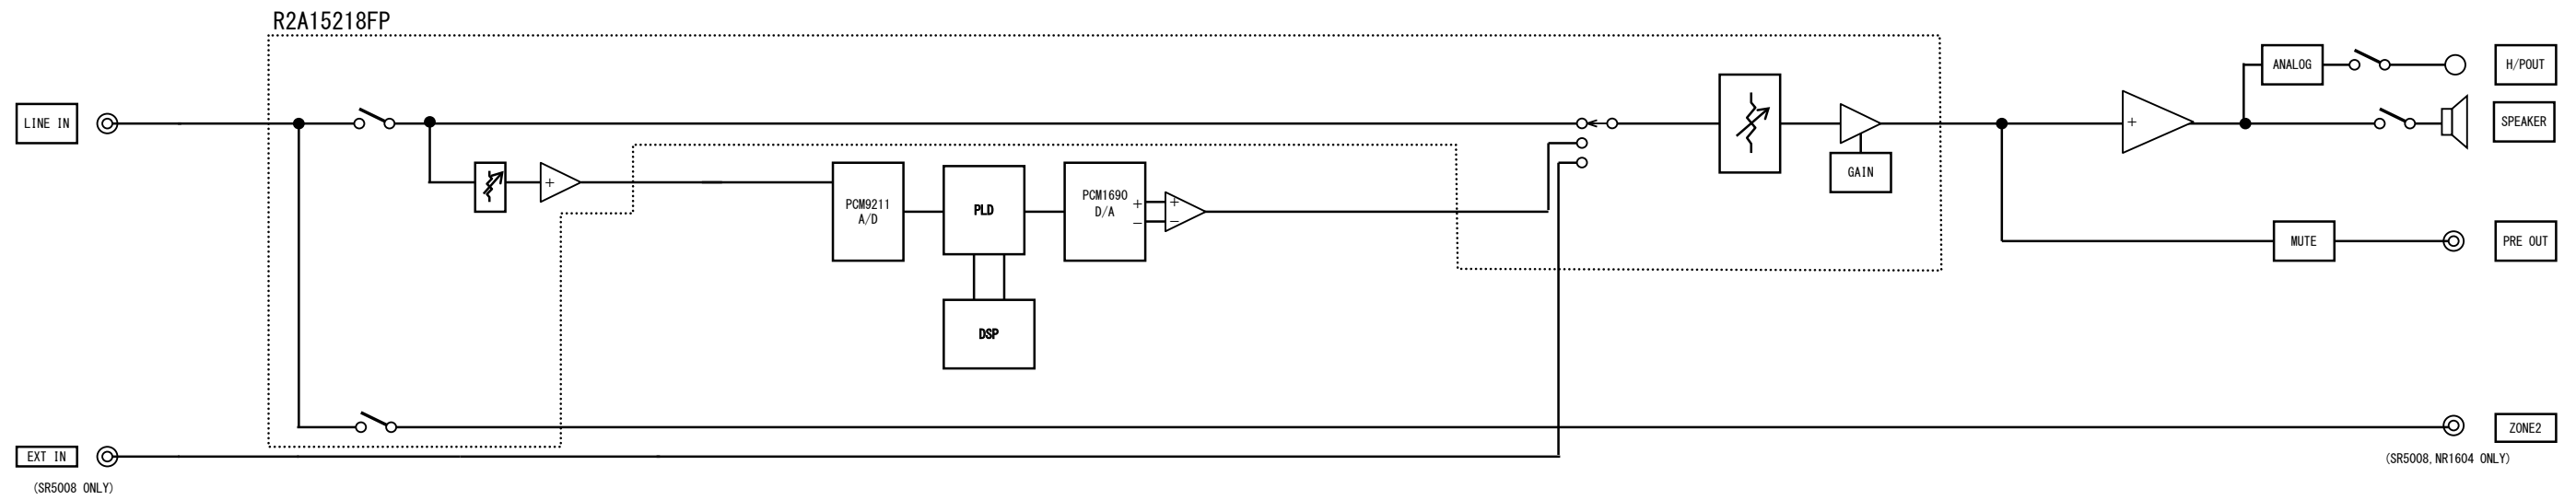 R2A15218FP
LINE IN
ANALOG
H/POUT
SPEAKER
+
+
GAIN
PCM9211
A/D
PLD
PCM1690
D/A
+
-
+
-
MUTE
PRE OUT
DSP
ZONE2
EXT IN
(SR5008 ONLY)
(SR5008,NR1604 ONLY)